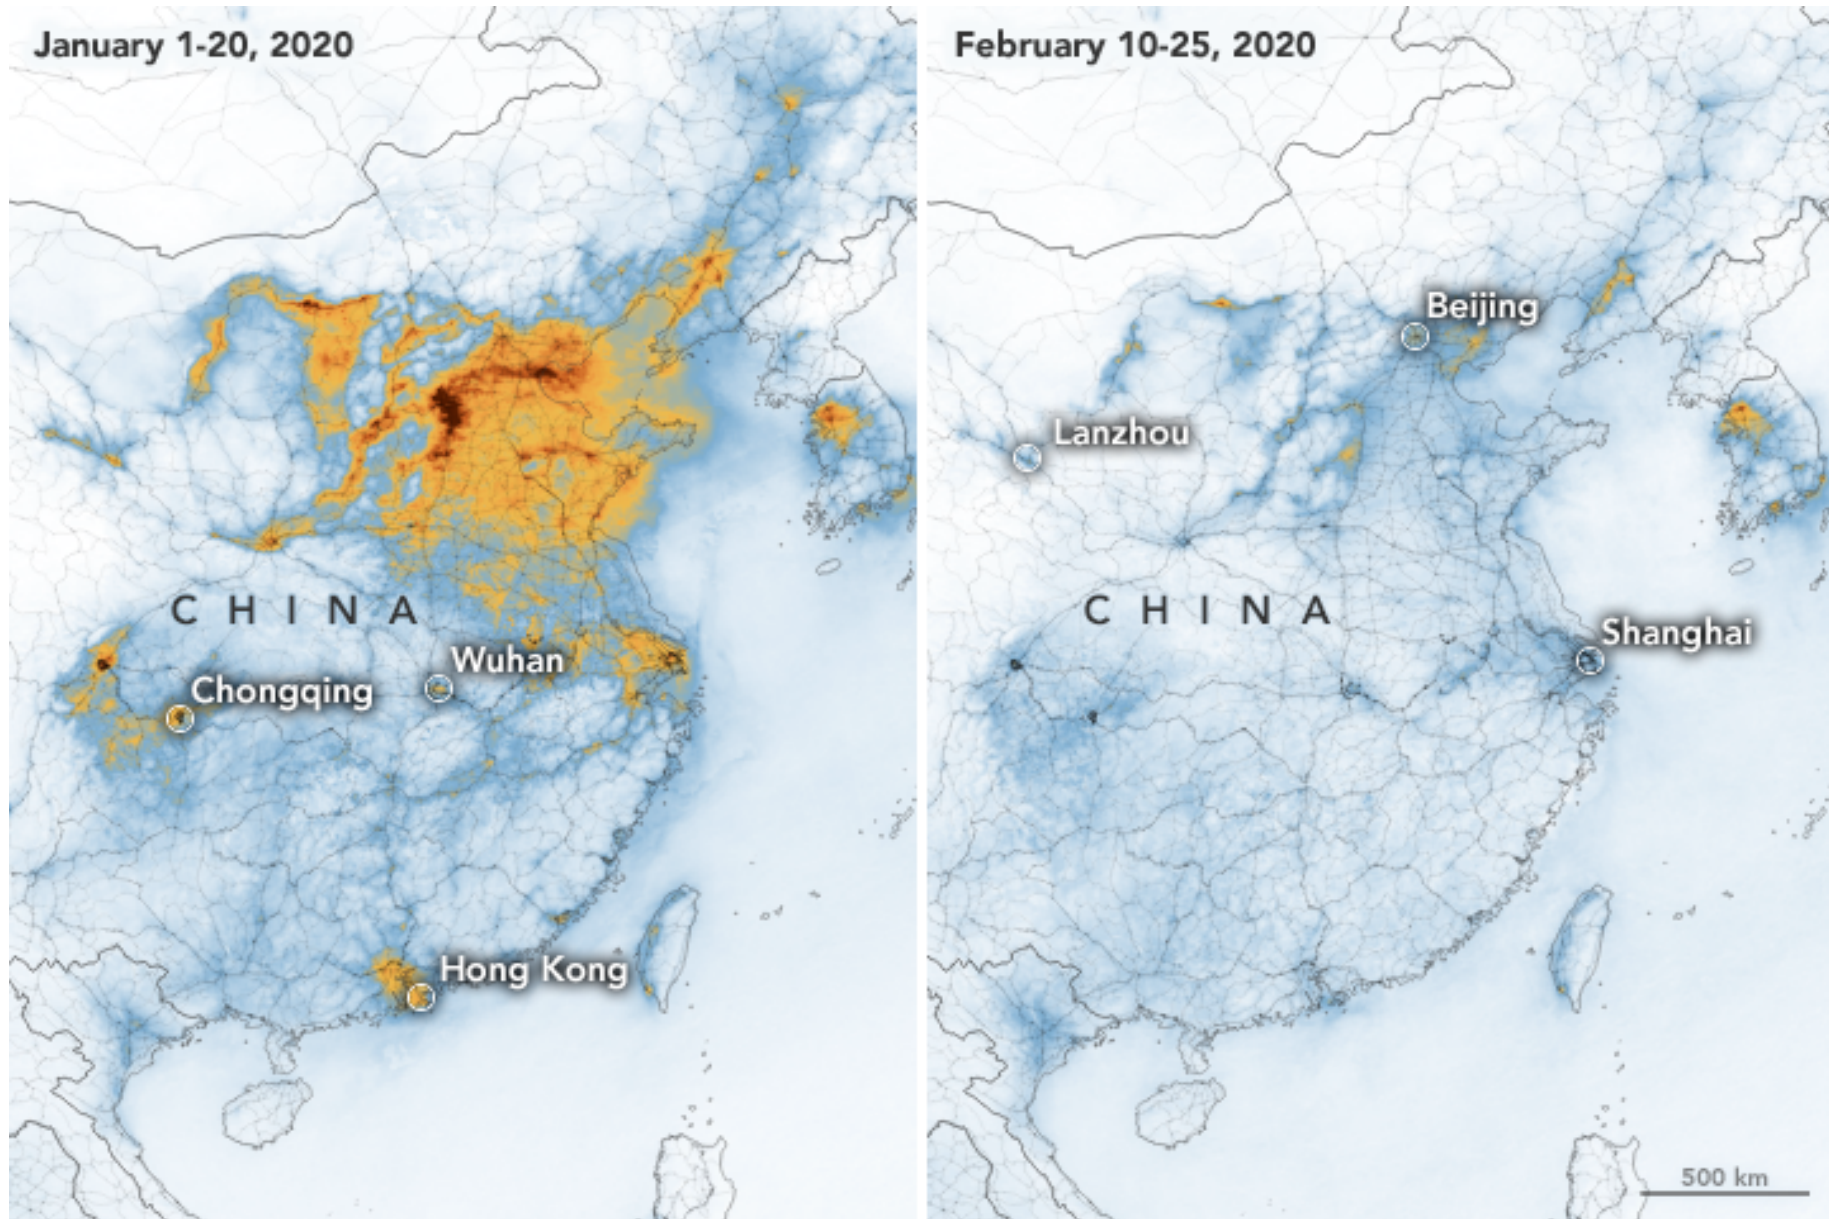 January 1-20, 2020
CHINA
Wuhan
Chongqing
Hong Kong
February 10-25, 2020
Beijing
Lanzhou
CHINA
Shanghai
500 km